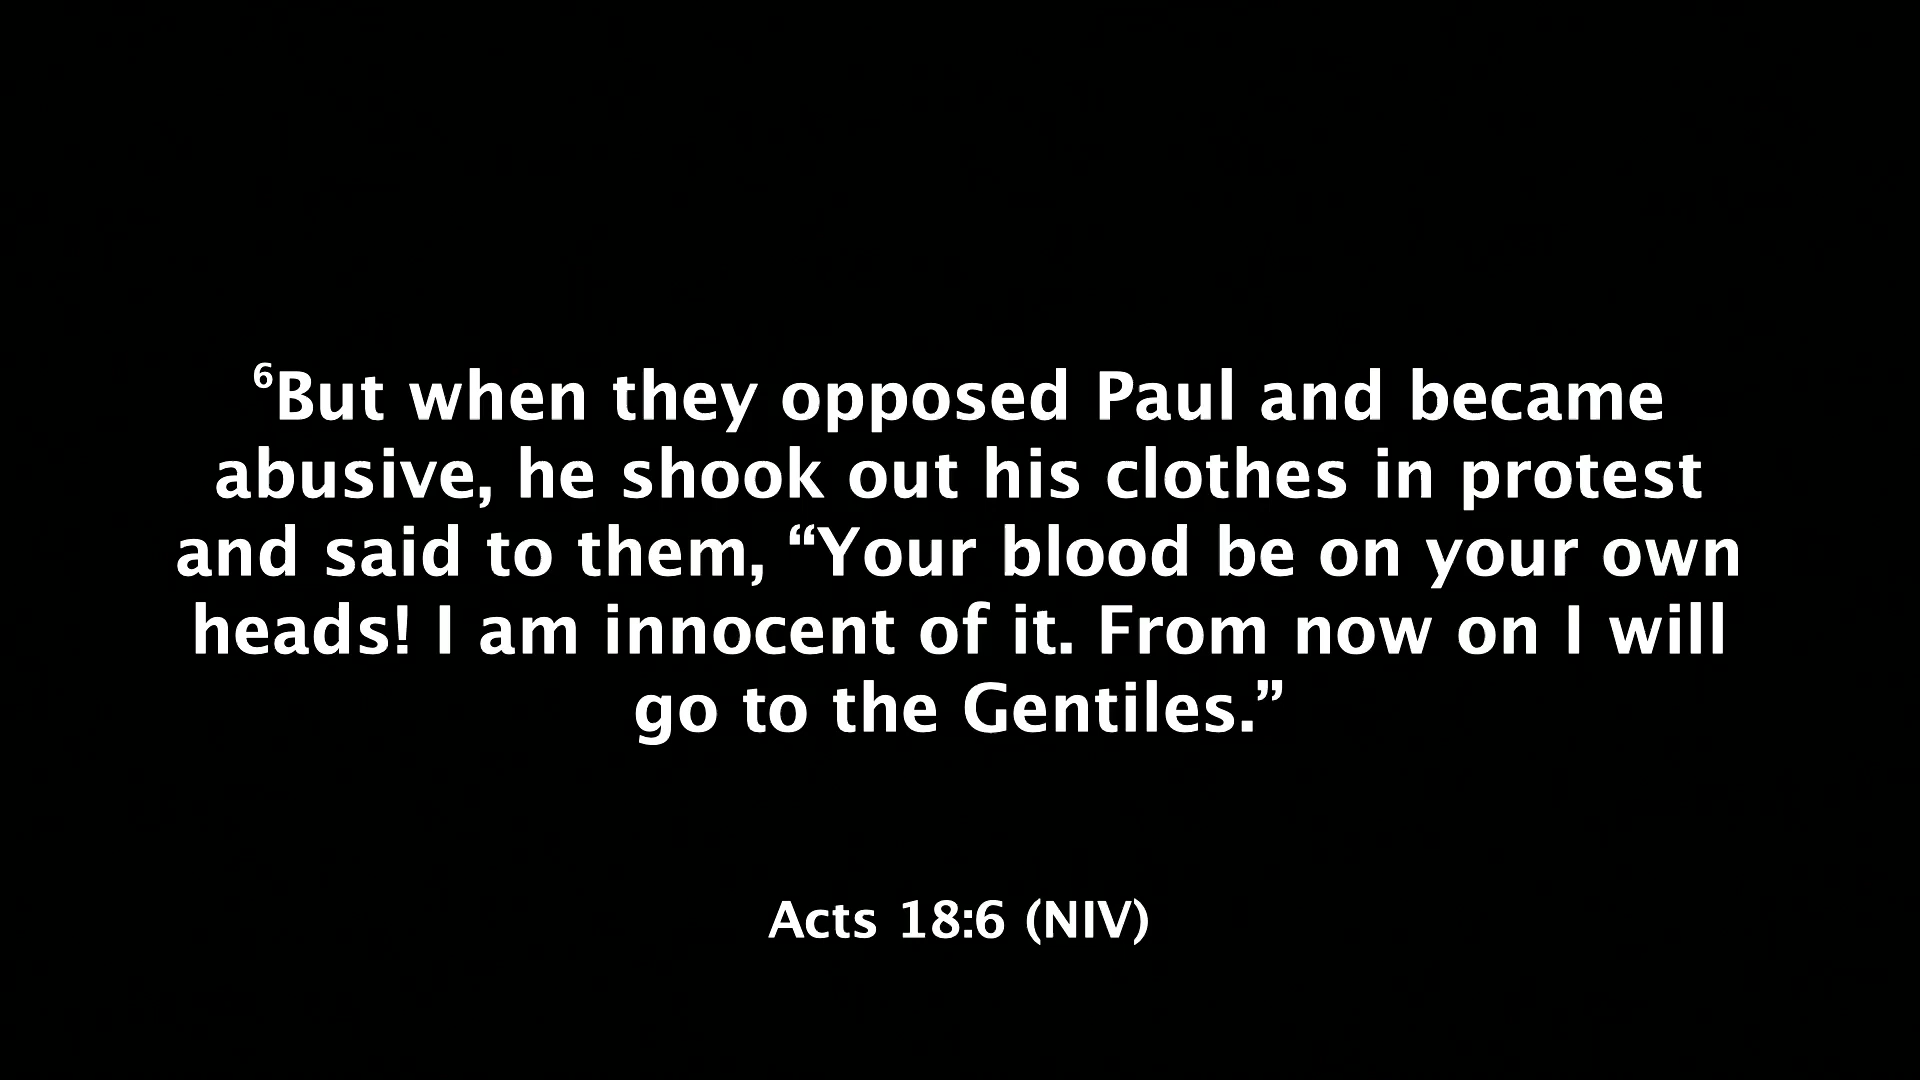 ⁶But when they opposed Paul and became
abusive, he shook out his clothes in protest
and said to them, “Your blood be on your own
heads! I am innocent of it. From now on I will
go to the Gentiles.”
Acts 18:6 (NIV)